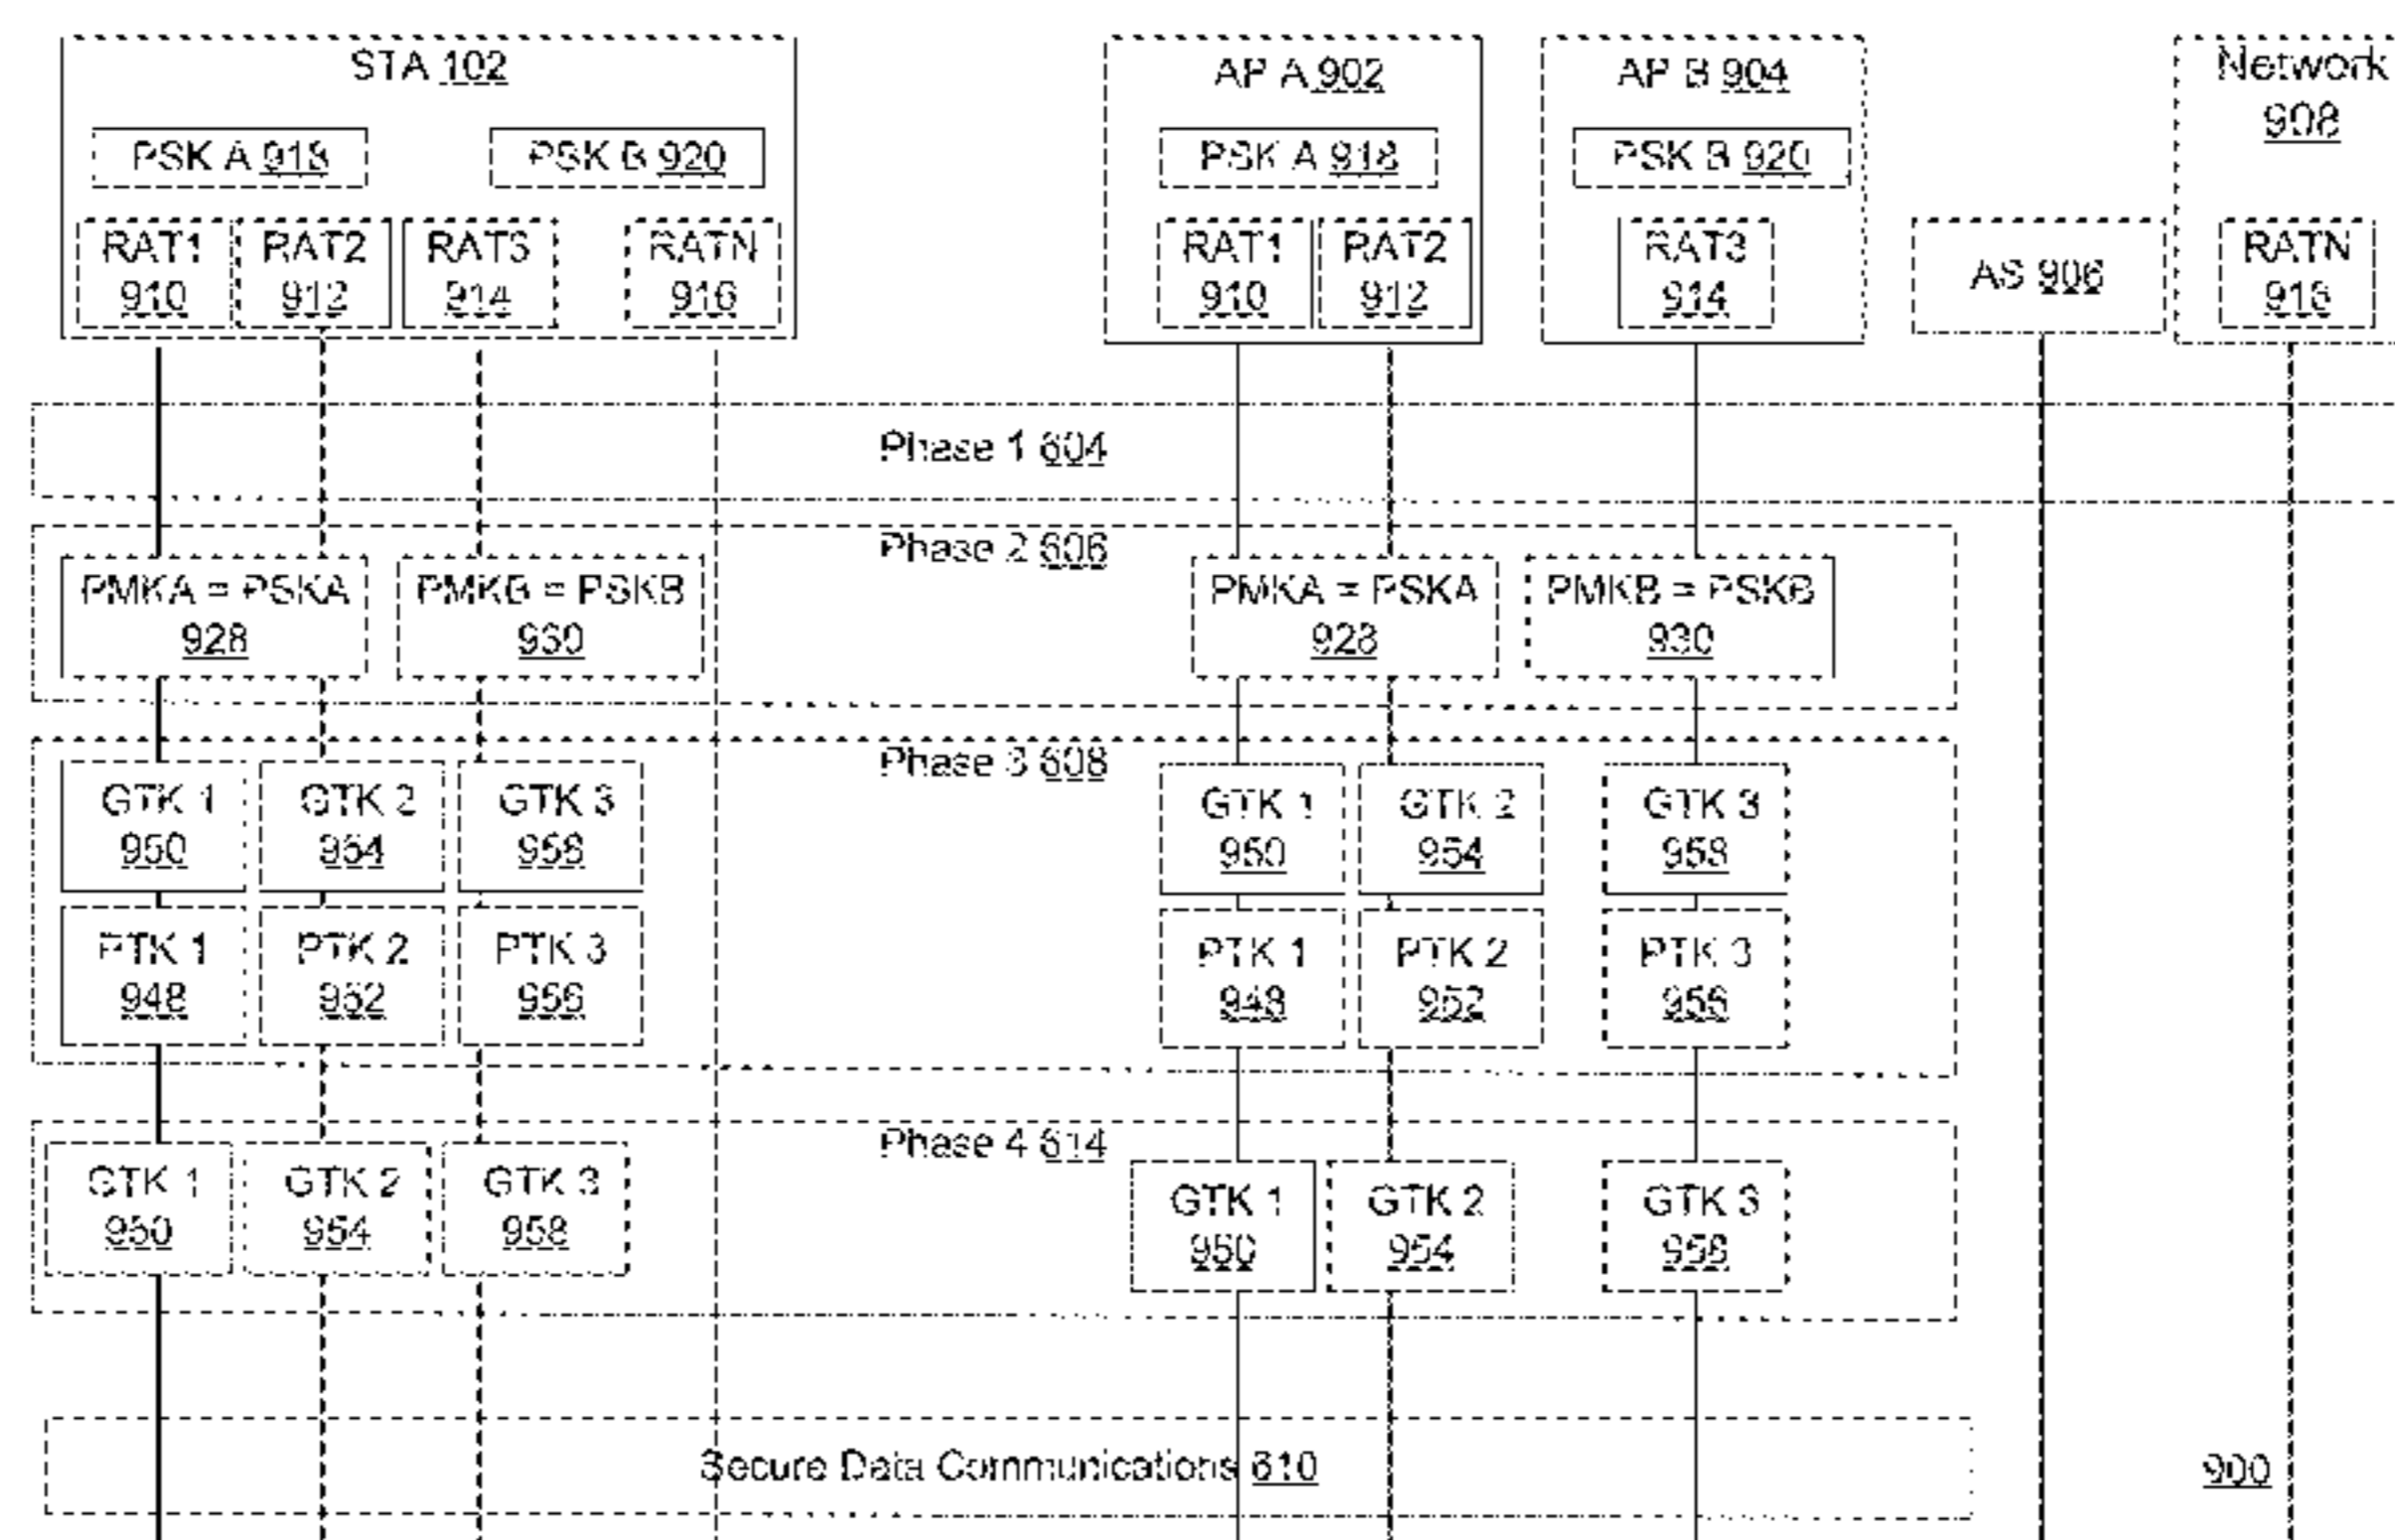 STA 102
PSK A 918
PSK B 920
RAT1
910
RAT2
912
RAT3
914
RATN
916
AP A 902
PSK A 918
RAT1
910
RAT2
912
AP B 904
PSK B 920
RAT3
914
AS 906
Network
908
RATN
916
Phase 1 604
Phase 2 606
PMKA = PSKA
928
PMKB = PSKB
930
PMKA = PSKA
928
PMKB = PSKB
930
Phase 3 608
GTK 1
950
GTK 2
954
GTK 3
958
GTK 1
950
GTK 2
954
GTK 3
958
PTK 1
948
PTK 2
952
PTK 3
956
PTK 1
948
PTK 2
952
PTK 3
956
Phase 4 614
GTK 1
950
GTK 2
954
GTK 3
958
GTK 1
950
GTK 2
954
GTK 3
958
Secure Data Communications 610
900